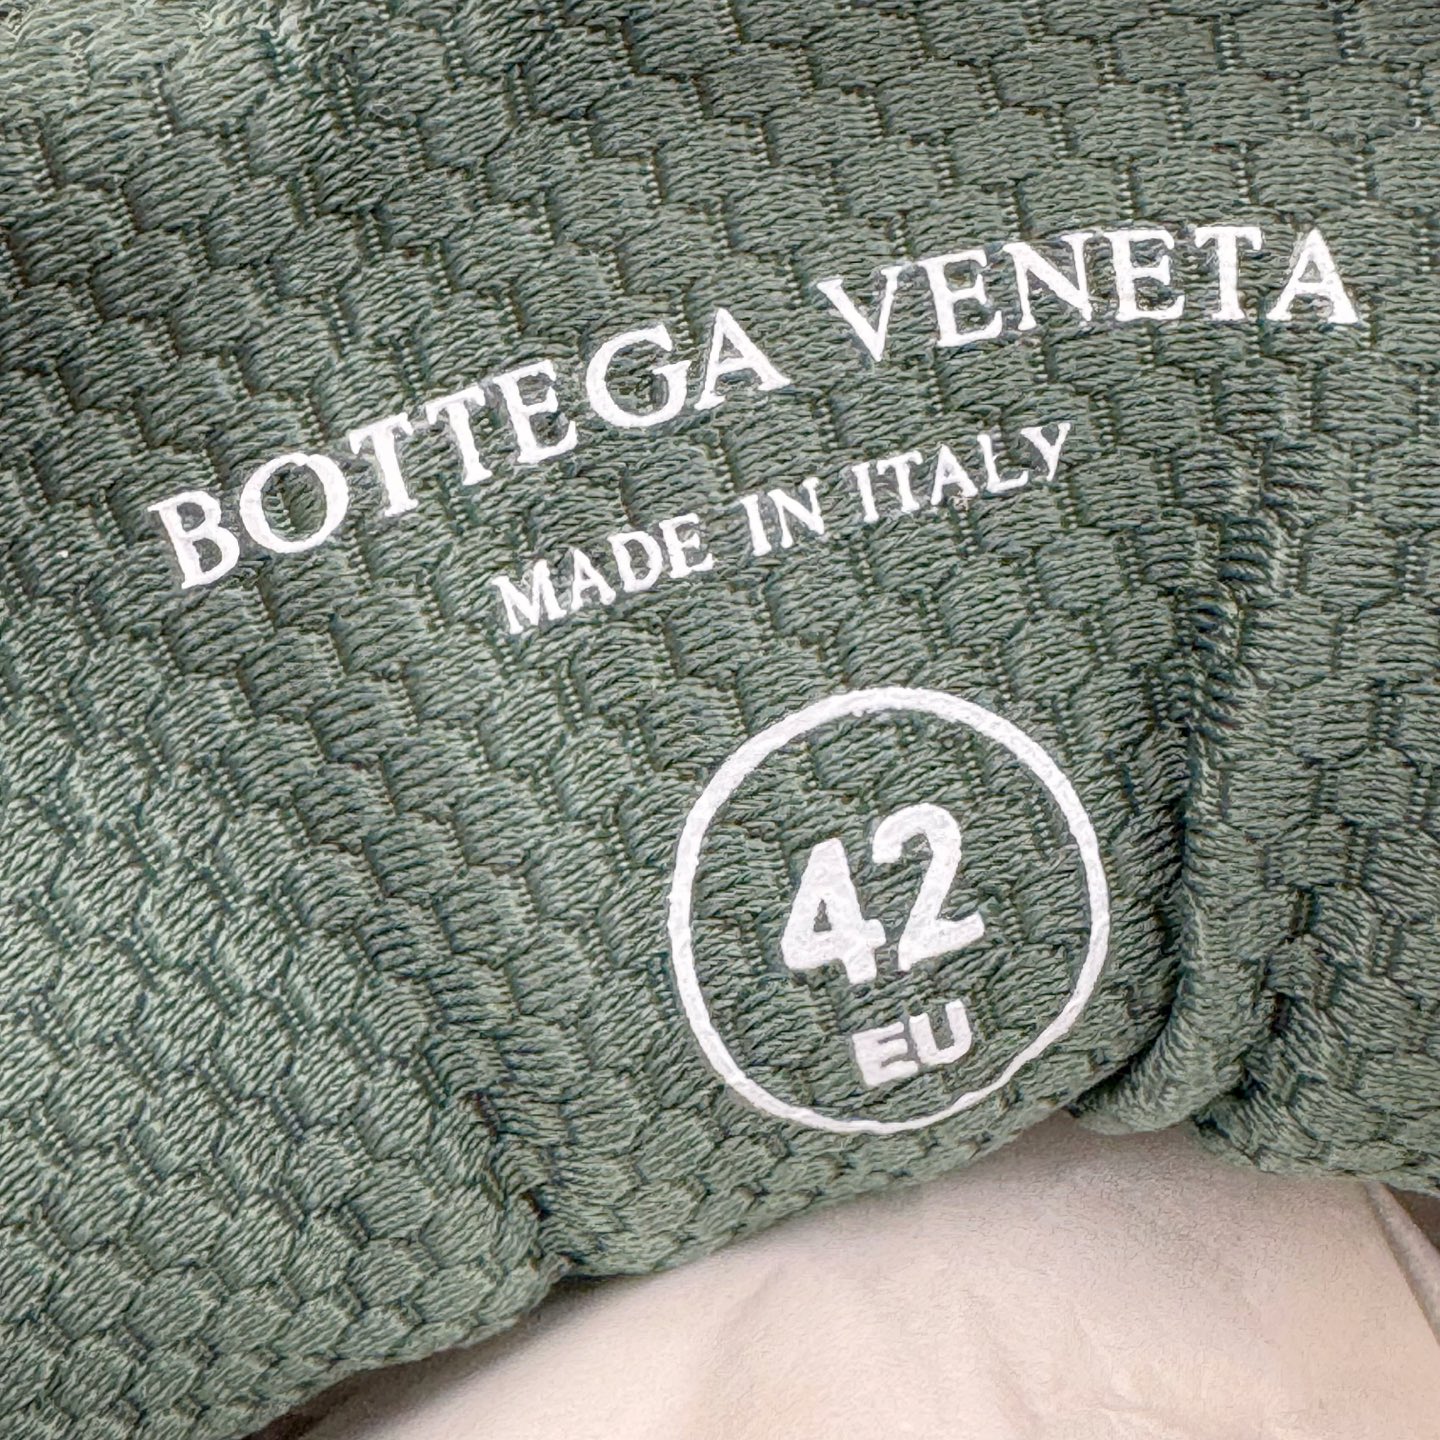 BOTTEGA VENETA
MADE IN ITALY
42
EU